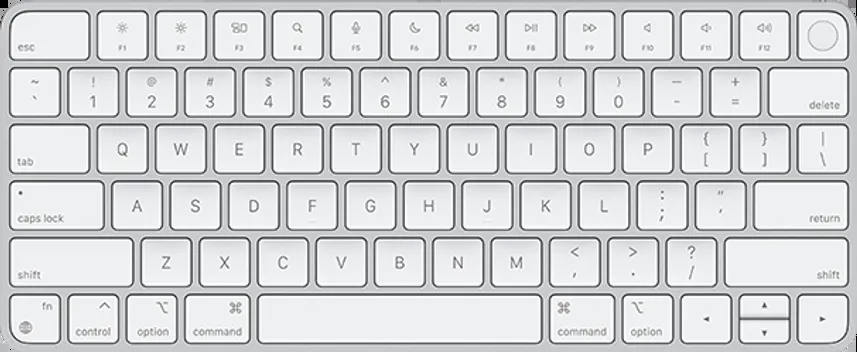 esc F1 F2 F3 F4 F5 F6 F7 F8 F9 F10 F11 F12
~ ! @ # $ % ^ & * ( ) — +
` 1 2 3 4 5 6 7 8 9 0 - = delete
tab Q W E R T Y U I O P { [ } ] | \
caps lock A S D F G H J K L : ; " ' return
shift Z X C V B N M < , > . ? / shift
fn control option command command option